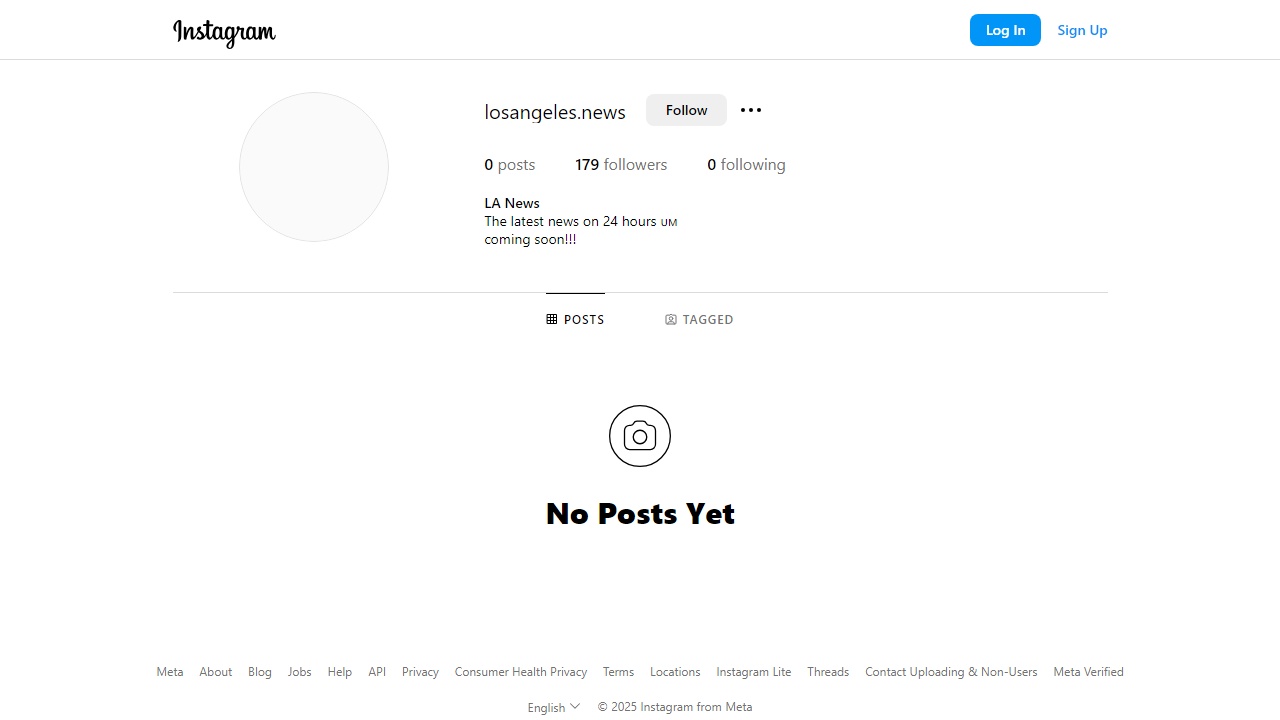 Instagram
Log In
Sign Up
losangeles.news
Follow
0 posts
179 followers
0 following
LA News
The latest news on 24 hours ᴜᴍ
coming soon!!!
POSTS
TAGGED
No Posts Yet
Meta About Blog Jobs Help API Privacy Consumer Health Privacy Terms Locations Instagram Lite Threads Contact Uploading & Non-Users Meta Verified
English © 2025 Instagram from Meta